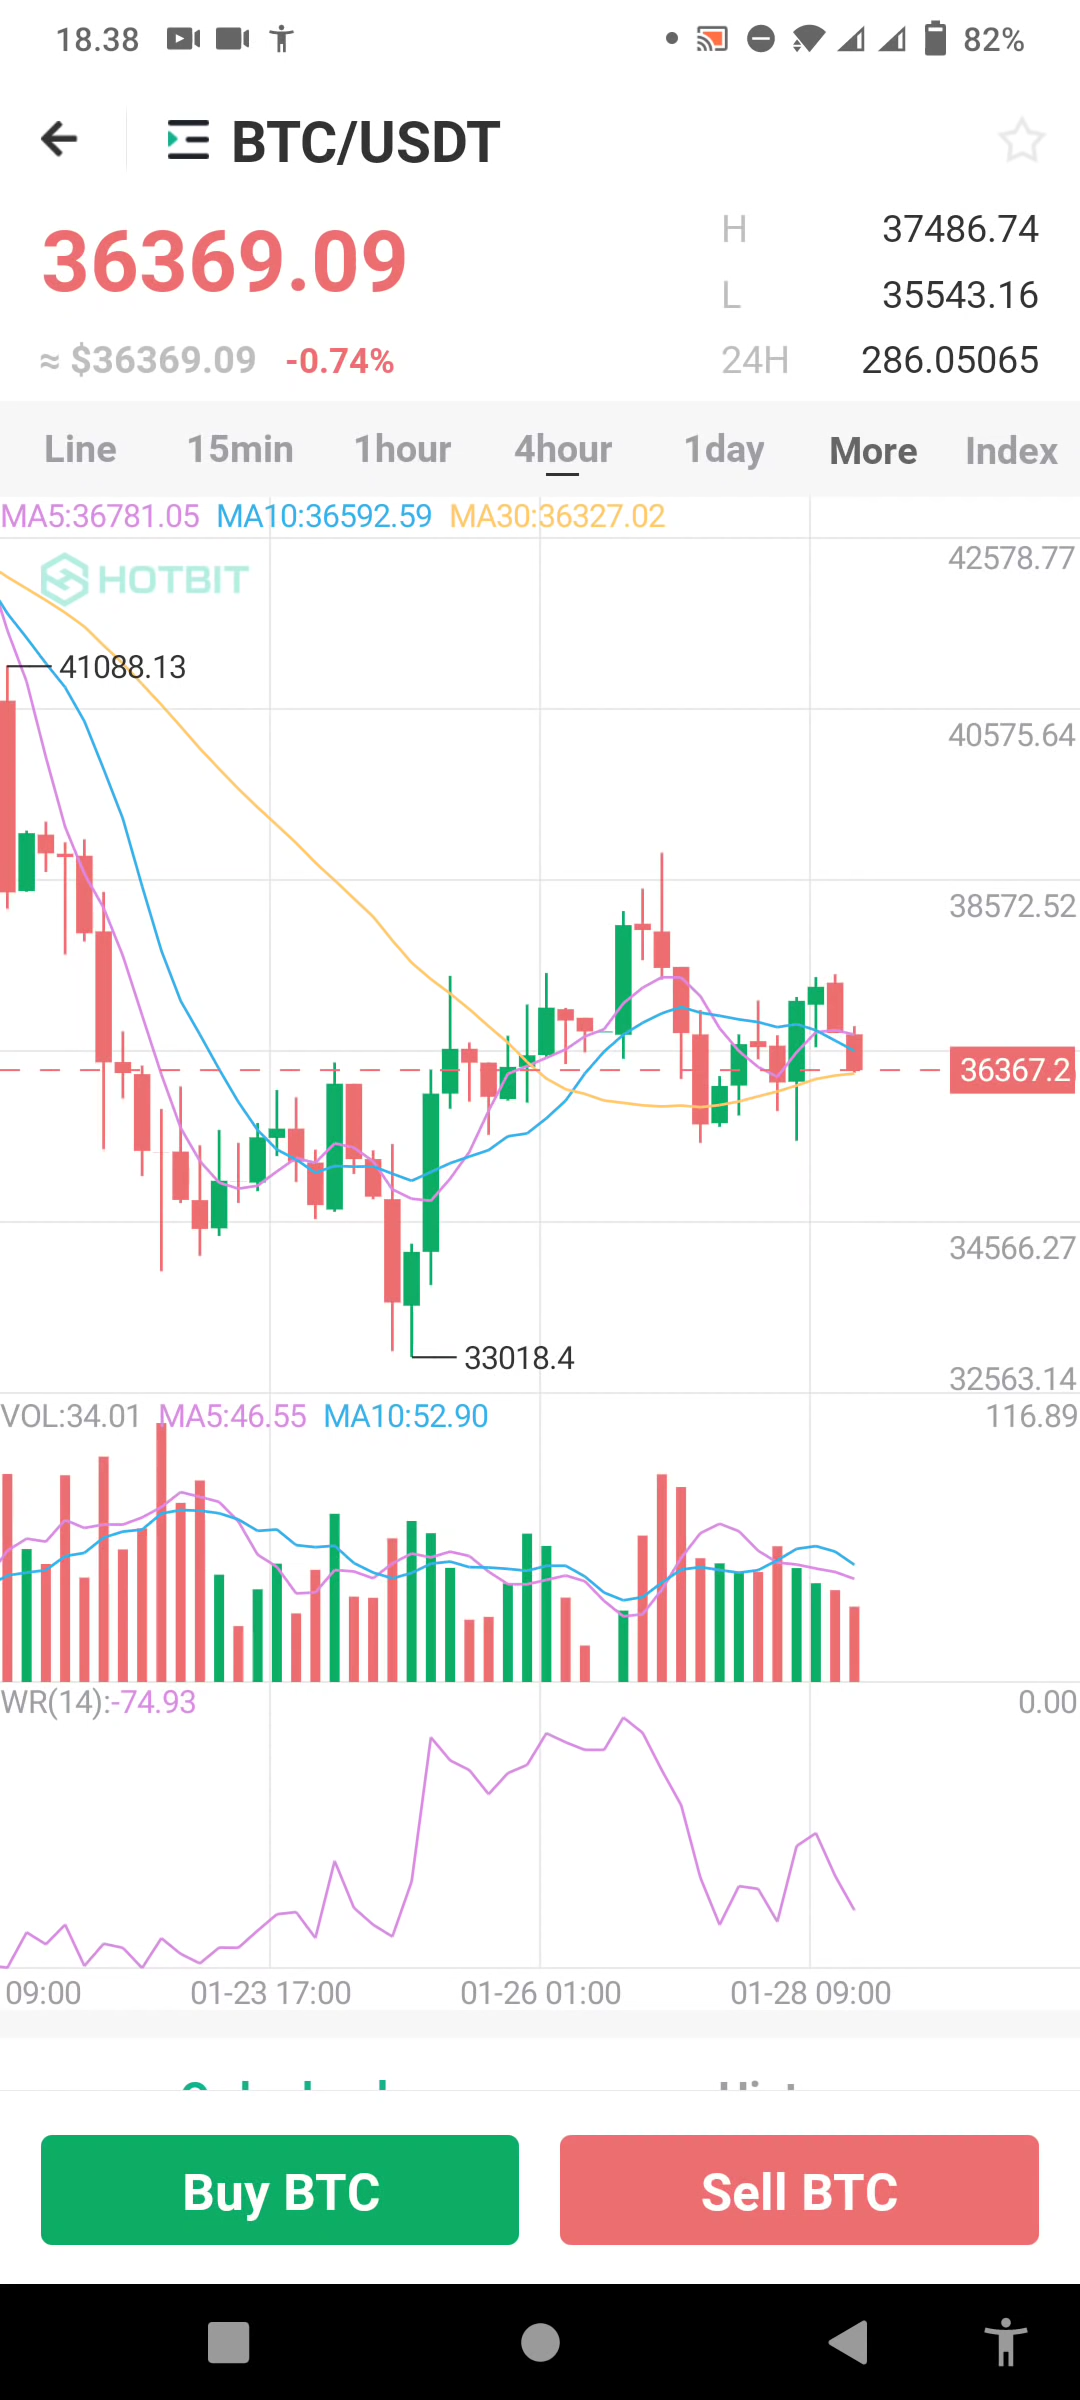 18.38 82%
BTC/USDT
36369.09
H 37486.74
L 35543.16
≈ $36369.09 -0.74%
24H 286.05065
Line 15min 1hour 4hour 1day More Index
MA5:36781.05 MA10:36592.59 MA30:36327.02
42578.77
HOTBIT
41088.13
40575.64
38572.52
36367.2
34566.27
33018.4
32563.14
VOL:34.01 MA5:46.55 MA10:52.90 116.89
WR(14):-74.93 0.00
09:00 01-23 17:00 01-26 01:00 01-28 09:00
Buy BTC Sell BTC